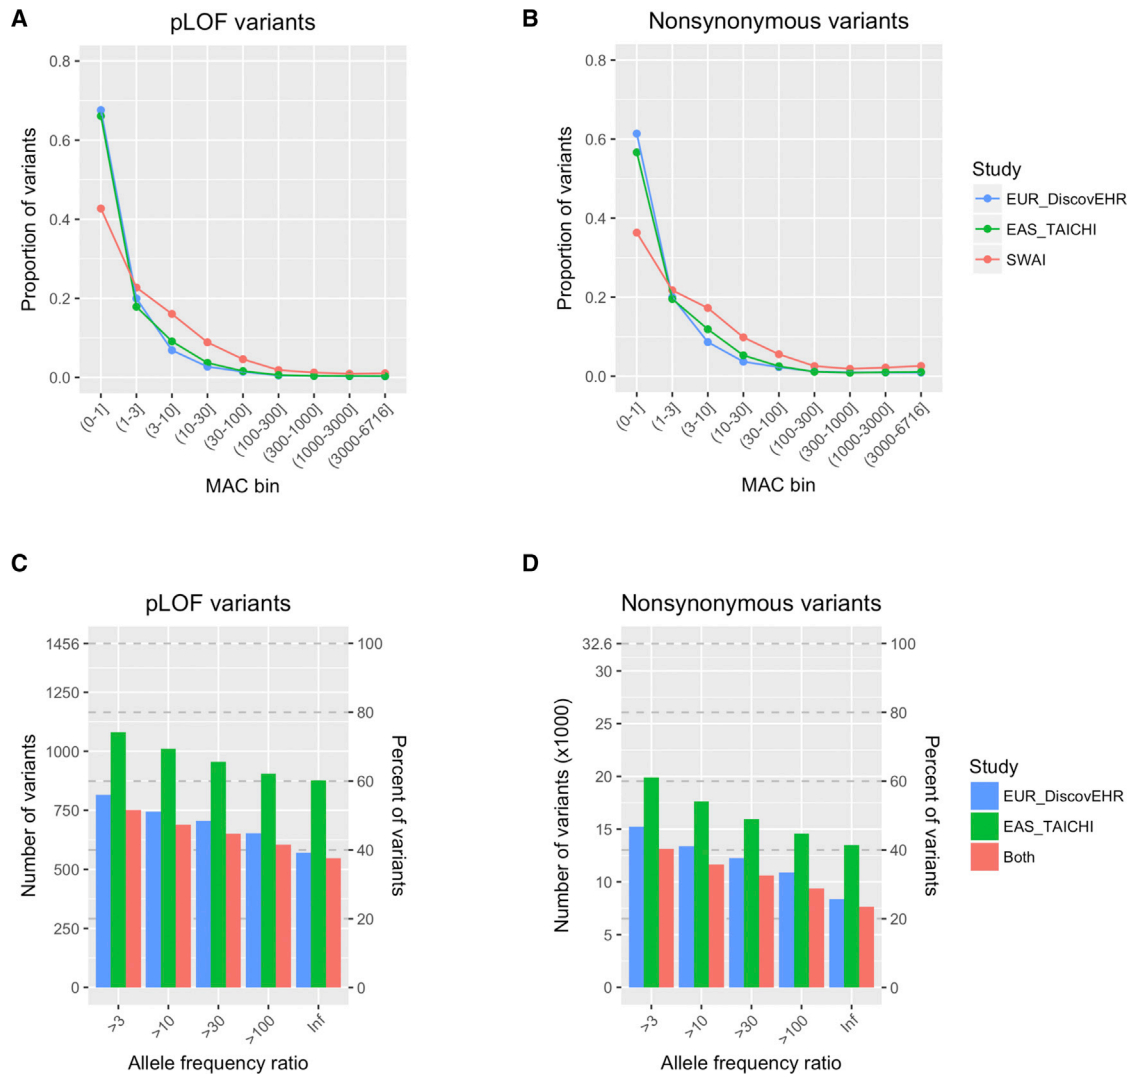 A
pLOF variants
Proportion of variants
0.8
0.6
0.4
0.2
0.0
(0-1]
(1-3]
(3-10]
(10-30]
(30-100]
(100-300]
(300-1000]
(1000-3000]
(3000-6716]
MAC bin
B
Nonsynonymous variants
Proportion of variants
0.8
0.6
0.4
0.2
0.0
(0-1]
(1-3]
(3-10]
(10-30]
(30-100]
(100-300]
(300-1000]
(1000-3000]
(3000-6716]
MAC bin
Study
EUR_DiscovEHR
EAS_TAICHI
SWAI
C
pLOF variants
Number of variants
1456
1250
1000
750
500
250
0
100
80
60
40
20
0
Percent of variants
>3
>10
>30
>100
Inf
Allele frequency ratio
D
Nonsynonymous variants
Number of variants (x1000)
32.6
30
25
20
15
10
5
0
100
80
60
40
20
0
Percent of variants
>3
>10
>30
>100
Inf
Allele frequency ratio
Study
EUR_DiscovEHR
EAS_TAICHI
Both